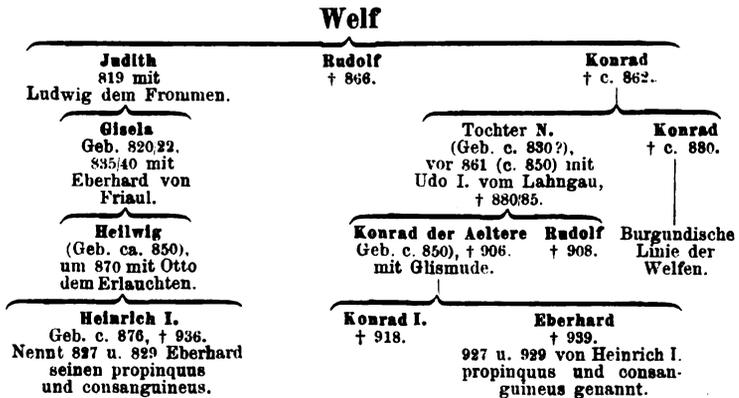 Welf
Judith
819 mit
Ludwig dem Frommen.
Rudolf
† 866.
Konrad
† c. 862.
Gisela
Geb. 820/22,
835/40 mit
Eberhard von
Friaul.
Tochter N.
(Geb. c. 830?),
vor 861 (c. 850) mit
Udo I. vom Lahngau,
† 880/85.
Konrad
† c. 880.
Heilwig
(Geb. ca. 850),
um 870 mit Otto
dem Erlauchten.
Konrad der Aeltere
Geb. c. 850), † 906.
mit Glismude.
Rudolf
† 908.
Burgundische
Linie der
Welfen.
Heinrich I.
Geb. c. 876, † 936.
Nennt 827 u. 829 Eberhard
seinen propinquus
und consanguineus.
Konrad I.
† 918.
Eberhard
† 939.
927 u. 929 von Heinrich I.
propinquus und consan-
guineus genannt.